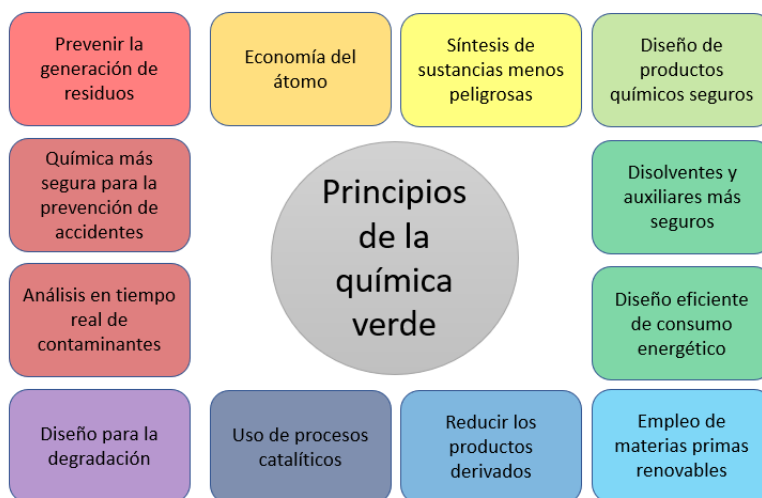 Prevenir la
generación de
residuos
Economía del
átomo
Síntesis de
sustancias menos
peligrosas
Diseño de
productos
químicos seguros
Química más
segura para la
prevención de
accidentes
Principios
de la
química
verde
Disolventes y
auxiliares más
seguros
Análisis en tiempo
real de
contaminantes
Diseño eficiente
de consumo
energético
Diseño para la
degradación
Uso de procesos
catalíticos
Reducir los
productos
derivados
Empleo de
materias primas
renovables